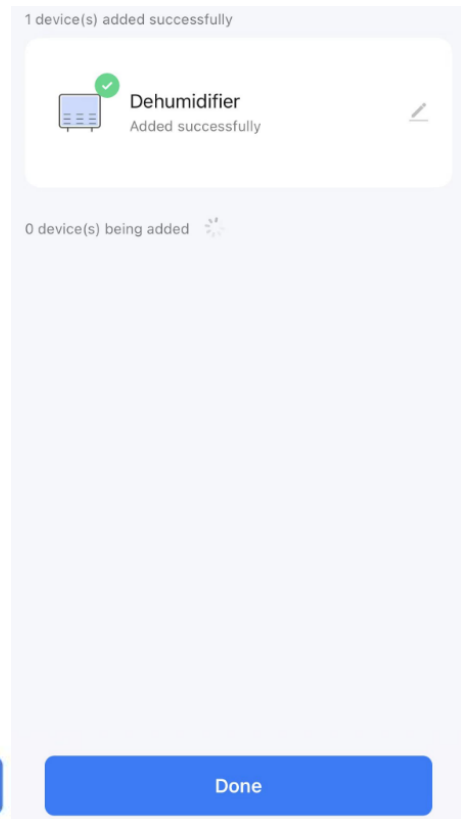 1 device(s) added successfully
Dehumidifier
Added successfully
0 device(s) being added
Done